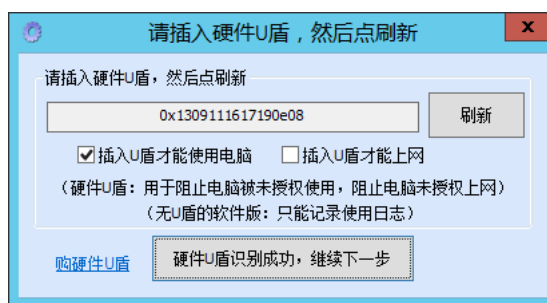 请插入硬件U盾，然后点刷新
x
请插入硬件U盾，然后点刷新
0x1309111617190e08
刷新
插入U盾才能使用电脑
插入U盾才能上网
（硬件U盾：用于阻止电脑被未授权使用，阻止电脑未授权上网）
（无U盾的软件版：只能记录使用日志）
购硬件U盾
硬件U盾识别成功，继续下一步